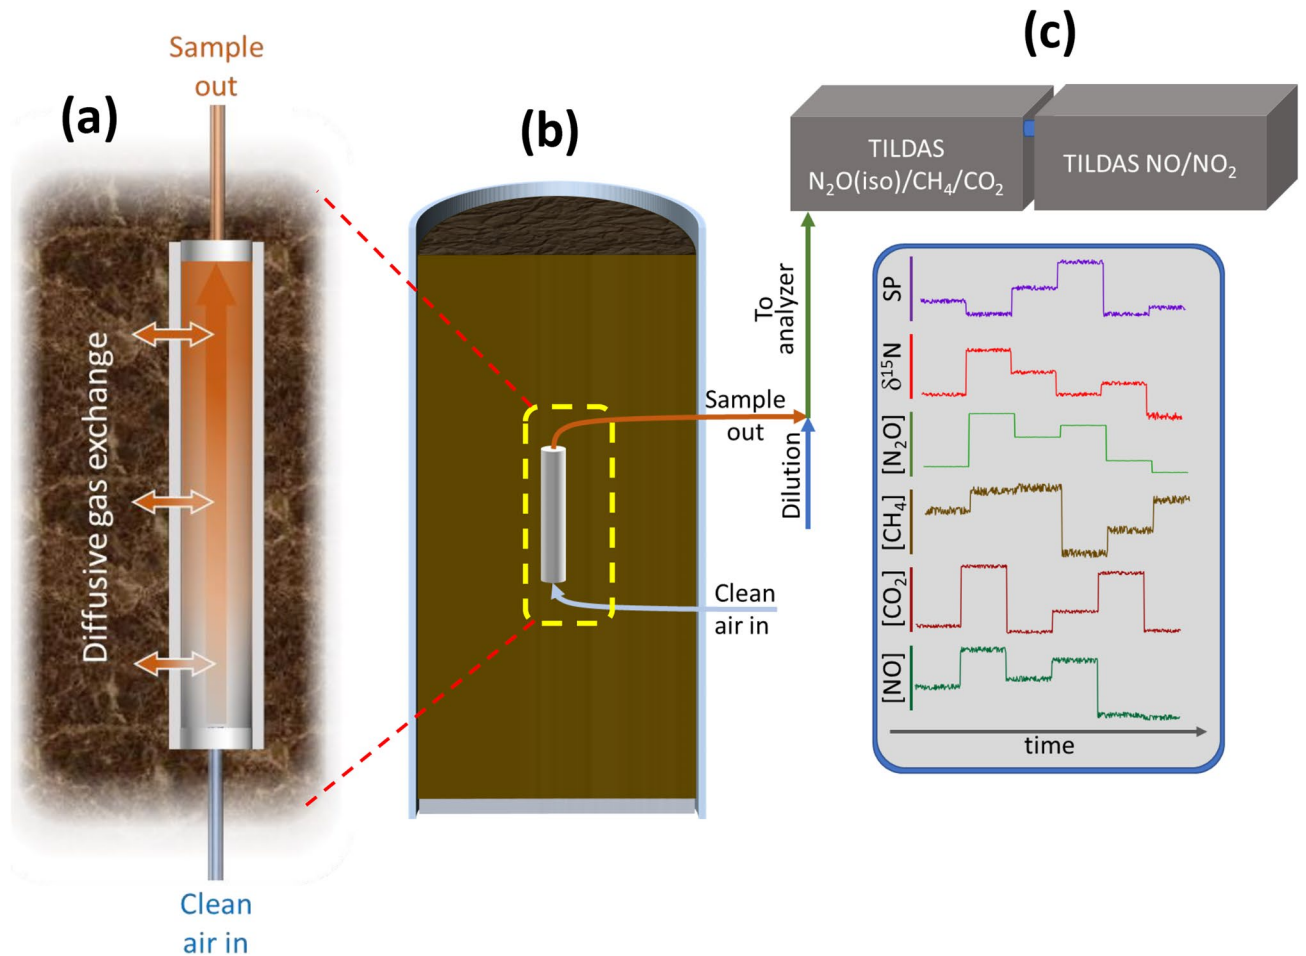 (a)
Sample
out
Diffusive gas exchange
Clean
air in
(b)
Sample
out
Clean
air in
Dilution
To
analyzer
(c)
TILDAS
N₂O(iso)/CH₄/CO₂
TILDAS NO/NO₂
SP
δ¹⁵N
[N₂O]
[CH₄]
[CO₂]
[NO]
time